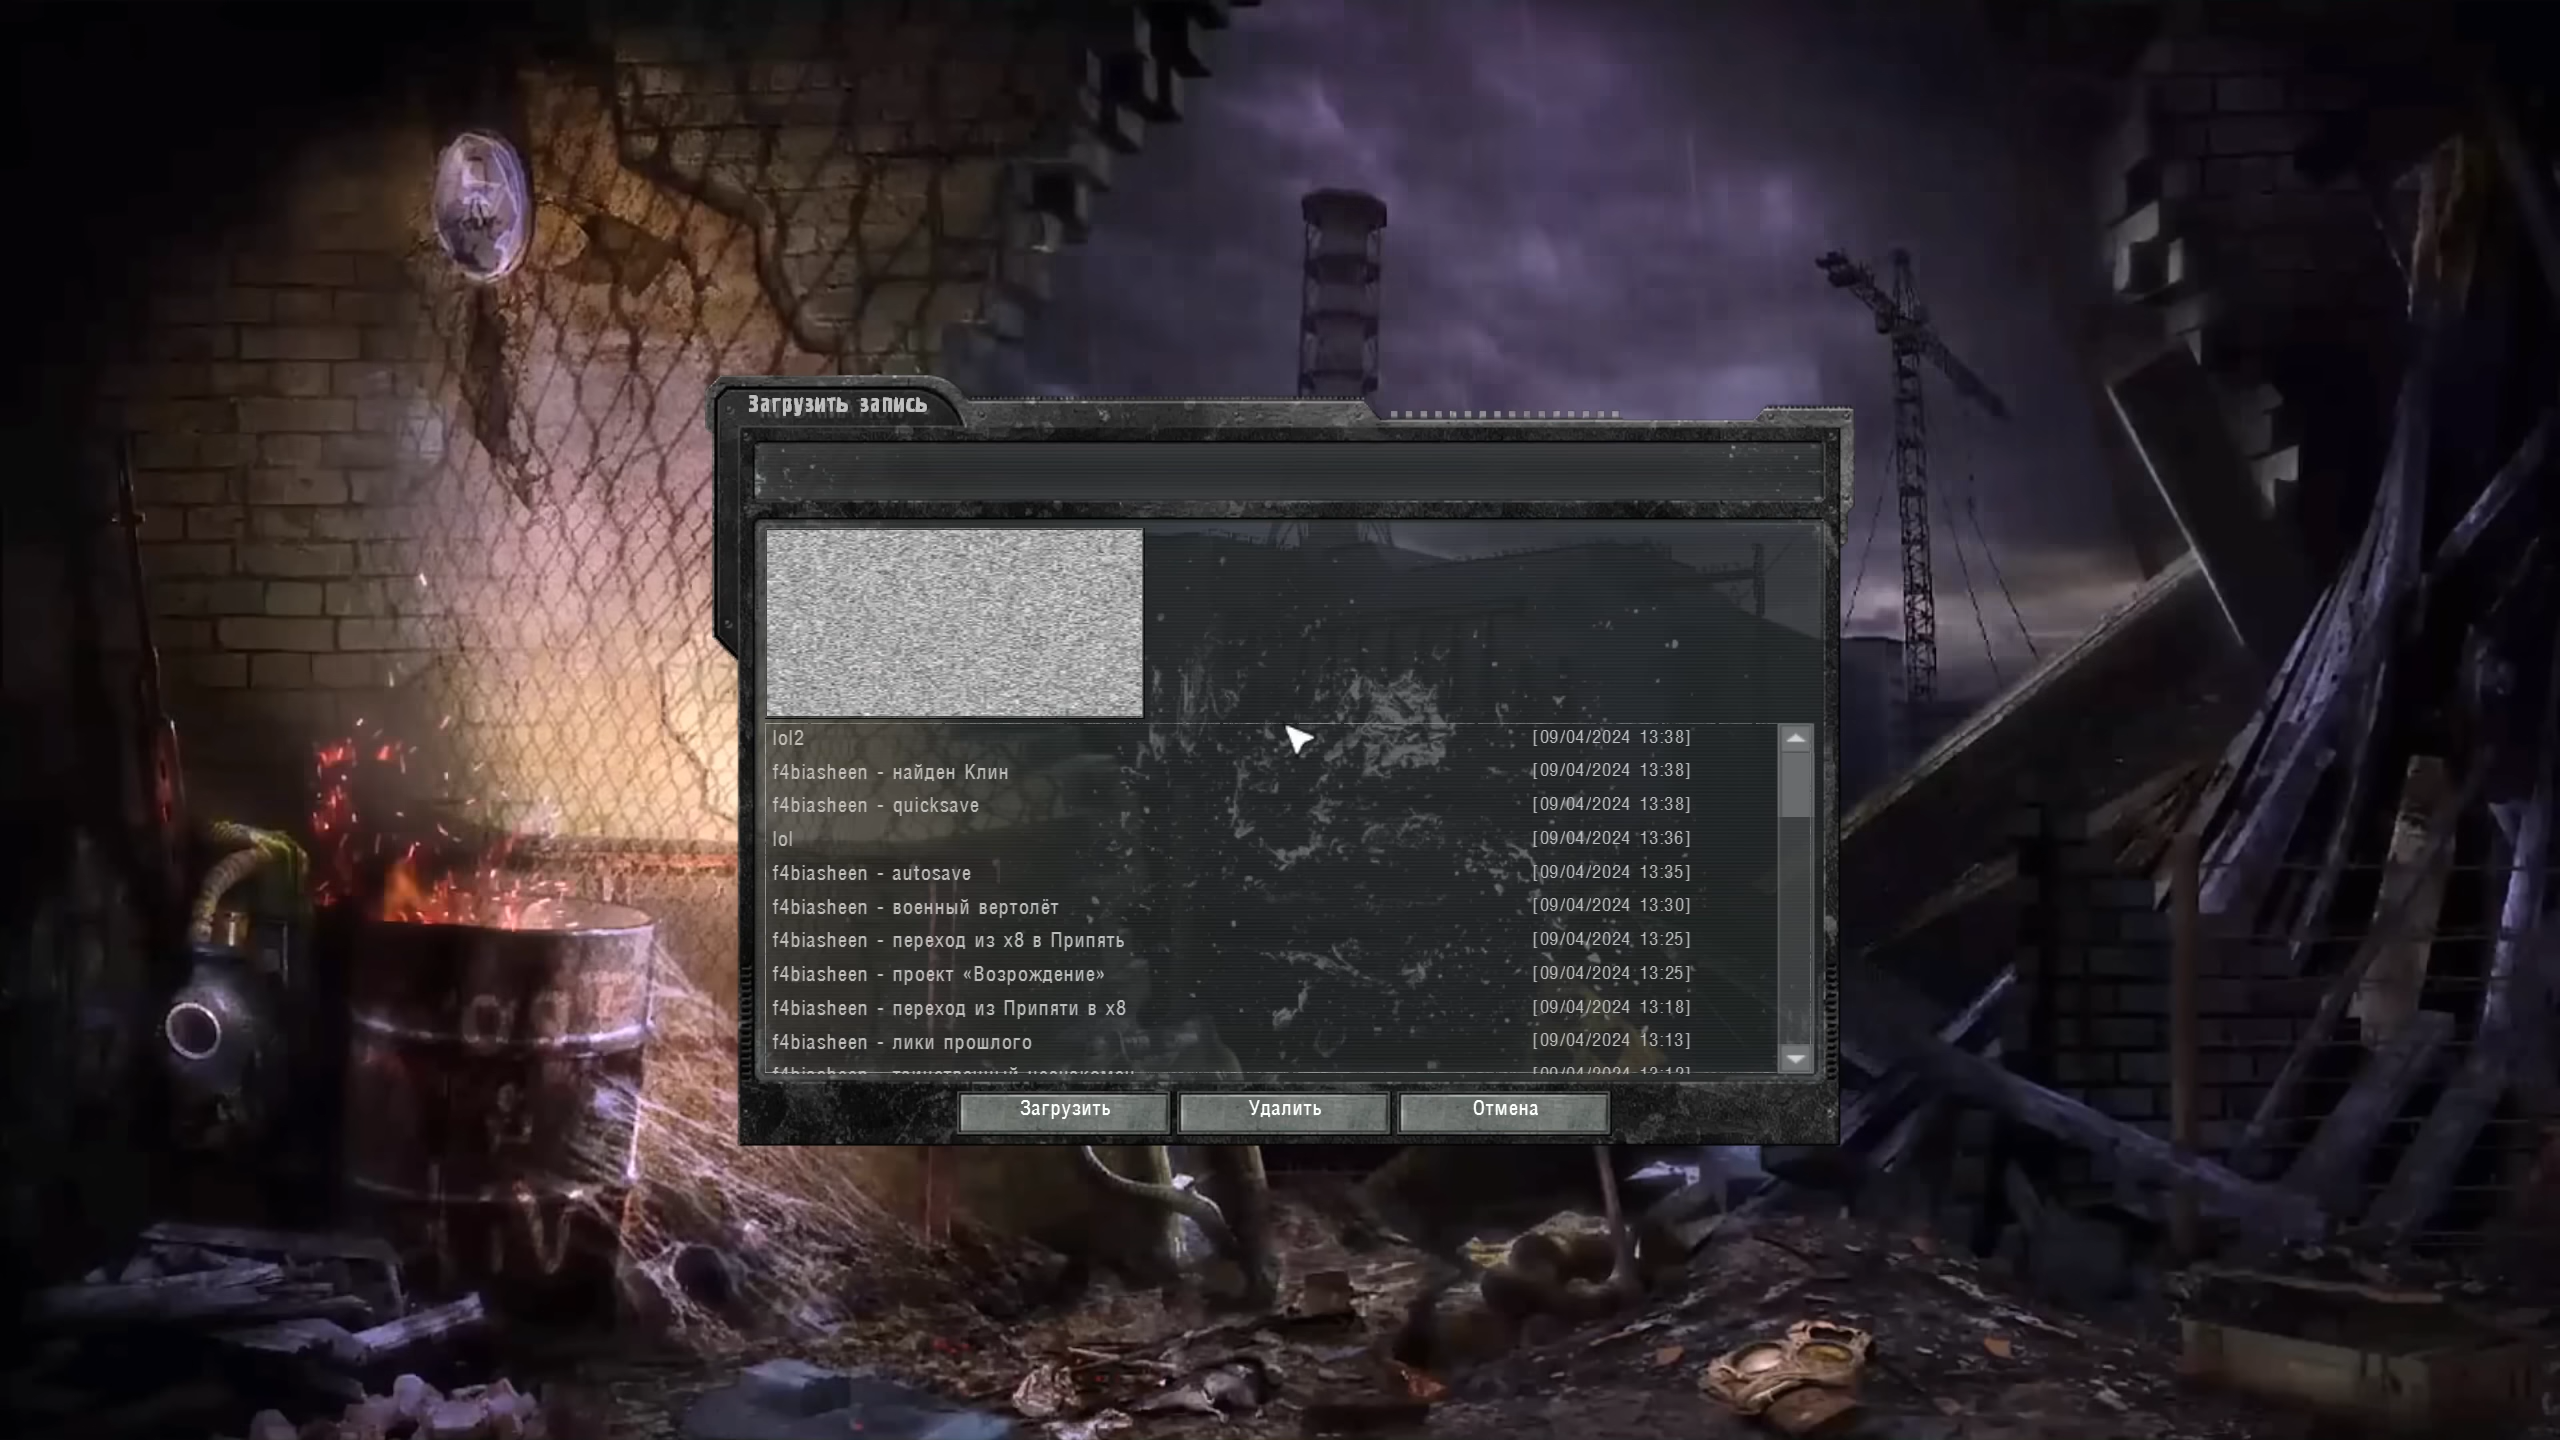 Загрузить запись
lol2 [09/04/2024 13:38]
f4biasheen - найден Клин [09/04/2024 13:38]
f4biasheen - quicksave [09/04/2024 13:38]
lol [09/04/2024 13:36]
f4biasheen - autosave [09/04/2024 13:35]
f4biasheen - военный вертолёт [09/04/2024 13:30]
f4biasheen - переход из x8 в Припять [09/04/2024 13:25]
f4biasheen - проект «Возрождение» [09/04/2024 13:25]
f4biasheen - переход из Припяти в x8 [09/04/2024 13:18]
f4biasheen - лики прошлого [09/04/2024 13:13]
f4biasheen -
Загрузить Удалить Отмена